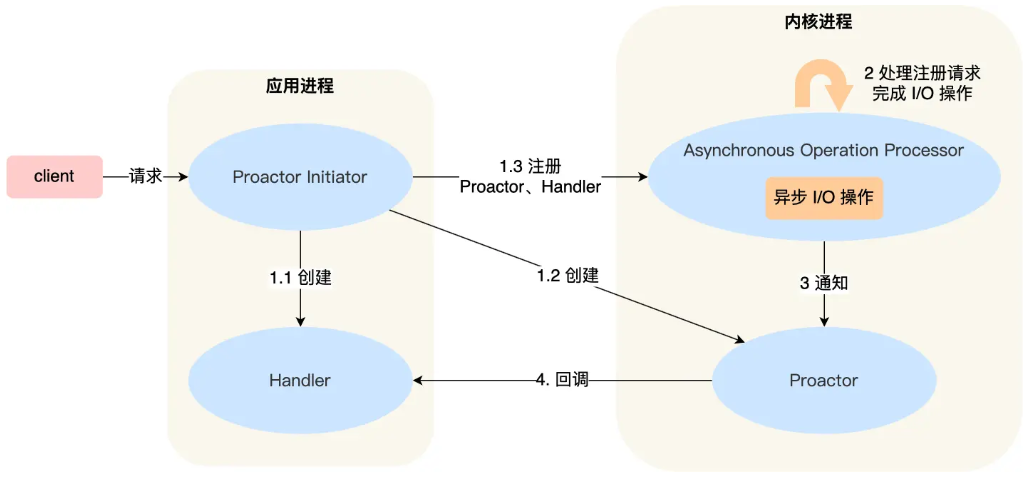 内核进程
应用进程
2 处理注册请求
完成 I/O 操作
client
请求
Proactor Initiator
1.3 注册
Proactor、Handler
Asynchronous Operation Processor
异步 I/O 操作
1.1 创建
1.2 创建
3 通知
Handler
4. 回调
Proactor